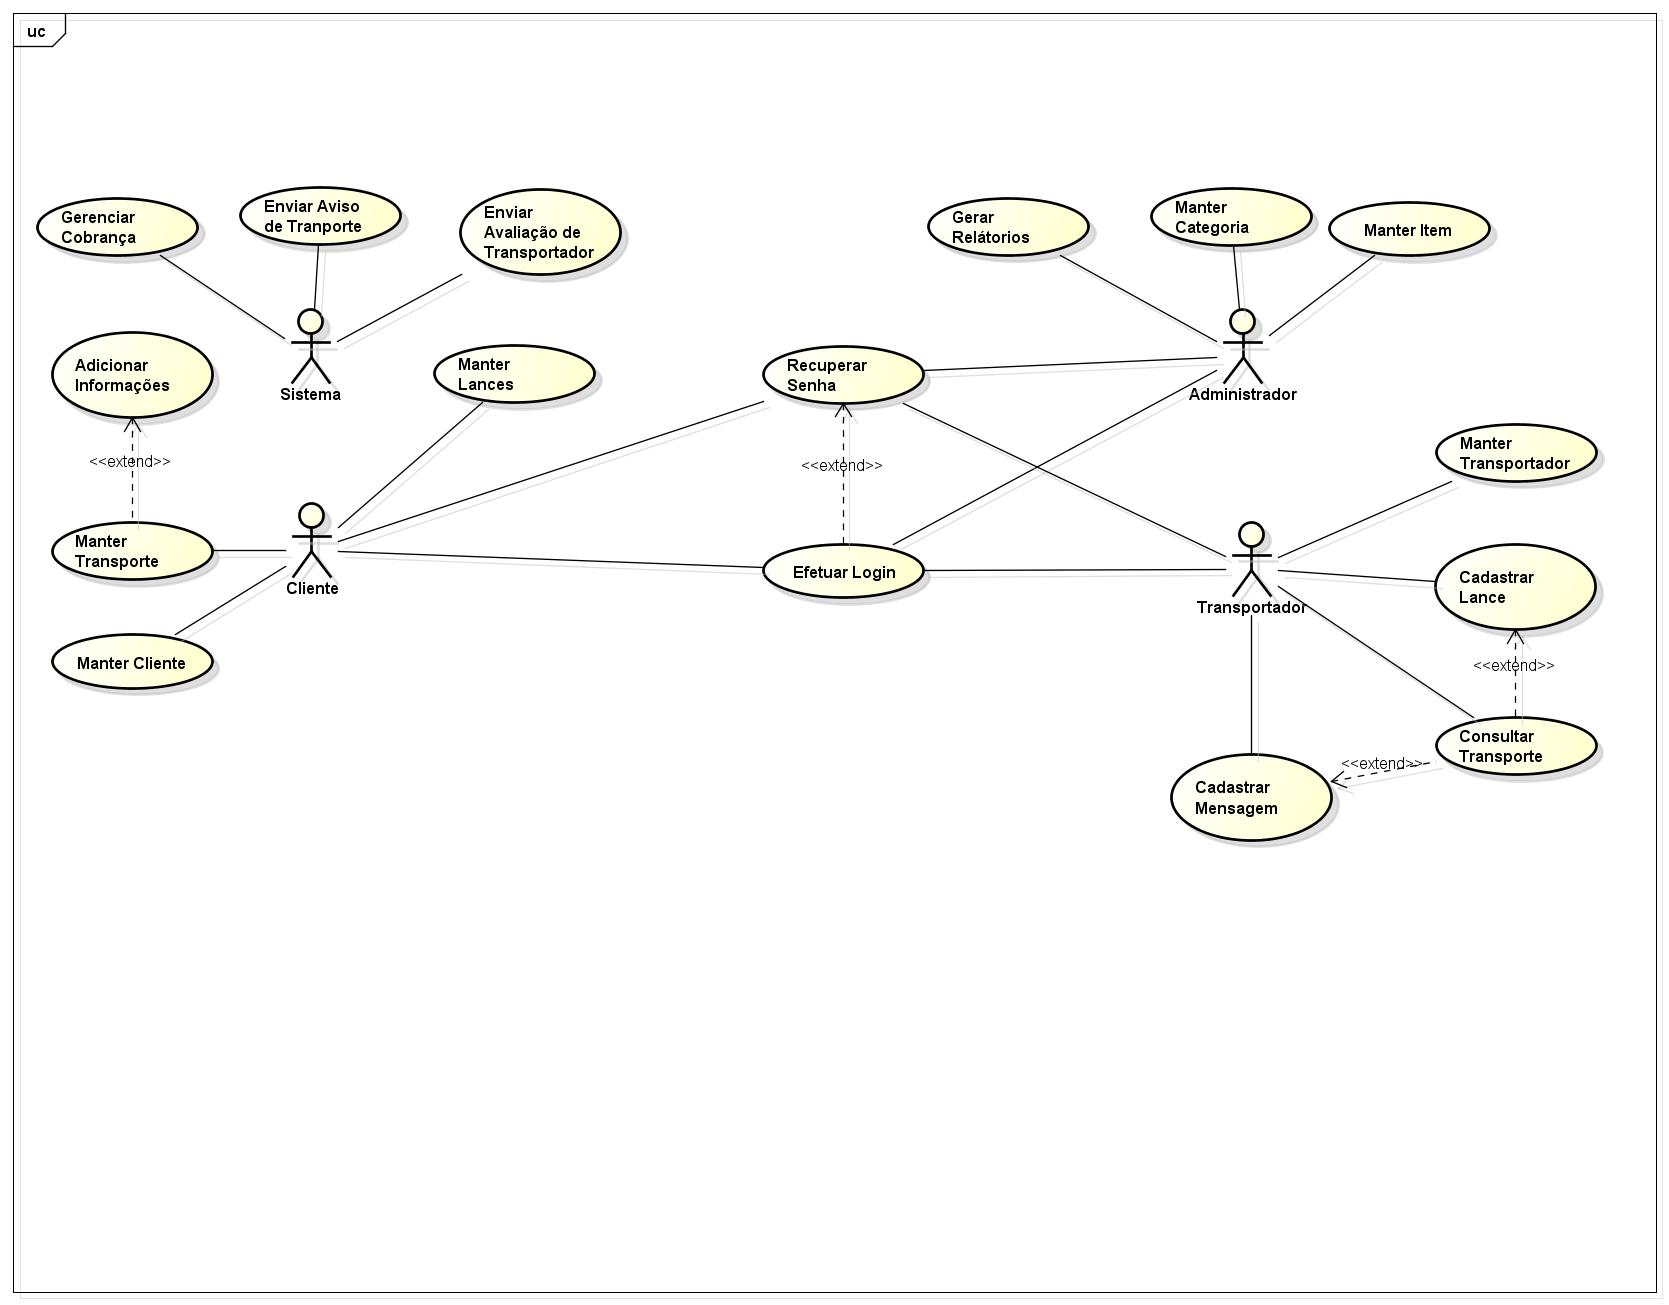 uc
Gerenciar
Cobrança
Enviar Aviso
de Tranporte
Enviar
Avaliação de
Transportador
Gerar
Relátorios
Manter
Categoria
Manter Item
Sistema
Administrador
Adicionar
Informações
Manter
Lances
Recuperar
Senha
<<extend>>
<<extend>>
Manter
Transportador
Manter
Transporte
Cliente
Efetuar Login
Transportador
Cadastrar
Lance
Manter Cliente
<<extend>>
Consultar
Transporte
<<extend>>
Cadastrar
Mensagem